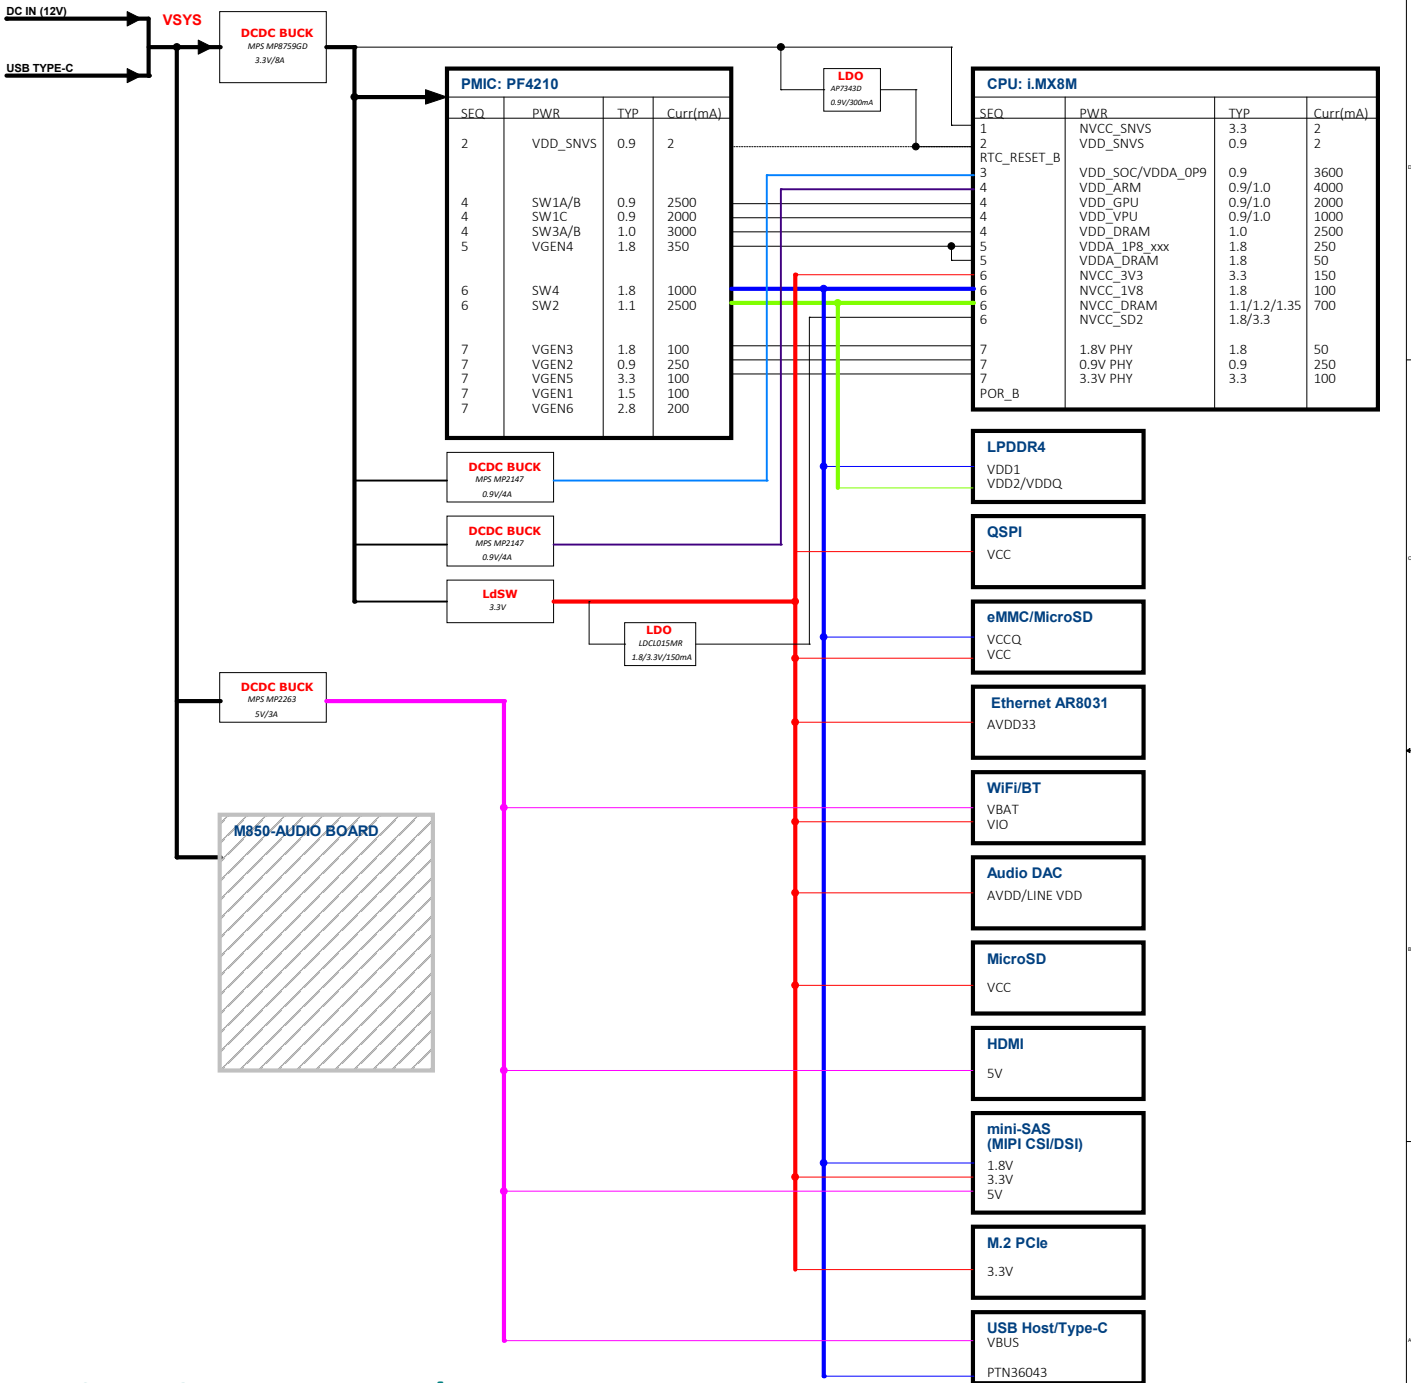 DC IN (12V)
VSYS
USB TYPE-C
DCDC BUCK
MPS MP8759GD
3.3V/8A
PMIC: PF4210
SEQ PWR TYP Curr(mA)
2 VDD_SNVS 0.9 2
4 SW1A/B 0.9 2500
4 SW1C 0.9 2000
4 SW3A/B 1.0 3000
5 VGEN4 1.8 350
6 SW4 1.8 1000
6 SW2 1.1 2500
7 VGEN3 1.8 100
7 VGEN2 0.9 250
7 VGEN5 3.3 100
7 VGEN1 1.5 100
7 VGEN6 2.8 200
LDO
AP7343D
0.9V/300mA
CPU: i.MX8M
SEQ PWR TYP Curr(mA)
1 NVCC_SNVS 3.3 2
2 VDD_SNVS 0.9 2
RTC_RESET_B
3 VDD_SOC/VDDA_0P9 0.9 3600
4 VDD_ARM 0.9/1.0 4000
4 VDD_GPU 0.9/1.0 2000
4 VDD_VPU 0.9/1.0 1000
4 VDD_DRAM 1.0 2500
5 VDDA_1P8_xxx 1.8 250
5 VDDA_DRAM 1.8 50
6 NVCC_3V3 3.3 150
6 NVCC_1V8 1.8 100
6 NVCC_DRAM 1.1/1.2/1.35 700
6 NVCC_SD2 1.8/3.3
7 1.8V PHY 1.8 50
7 0.9V PHY 0.9 250
7 3.3V PHY 3.3 100
POR_B
DCDC BUCK
MPS MP2147
0.9V/4A
DCDC BUCK
MPS MP2147
0.9V/4A
LdSW
3.3V
LDO
LDCL015MR
1.8/3.3V/150mA
DCDC BUCK
MPS MP2263
5V/3A
M850-AUDIO BOARD
LPDDR4
VDD1
VDD2/VDDQ
QSPI
VCC
eMMC/MicroSD
VCCQ
VCC
Ethernet AR8031
AVDD33
WiFi/BT
VBAT
VIO
Audio DAC
AVDD/LINE VDD
MicroSD
VCC
HDMI
5V
mini-SAS
(MIPI CSI/DSI)
1.8V
3.3V
5V
M.2 PCIe
3.3V
USB Host/Type-C
VBUS
PTN36043